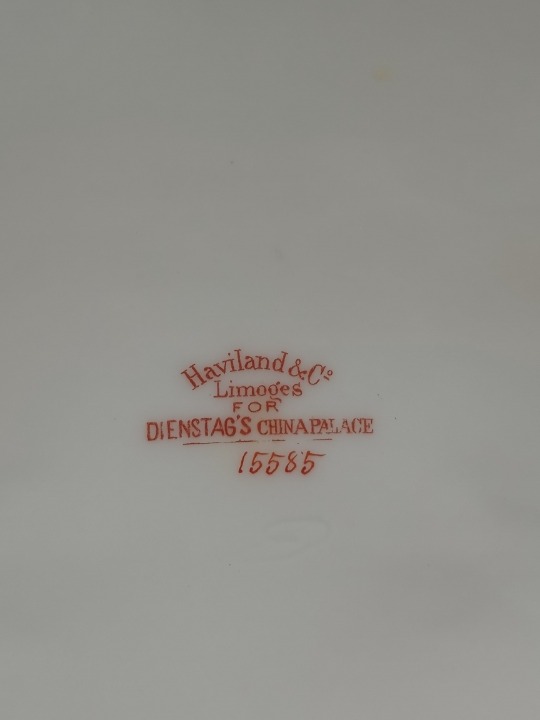 Haviland & Co.
Limoges
FOR
DIENSTAG'S CHINA PALACE
15585